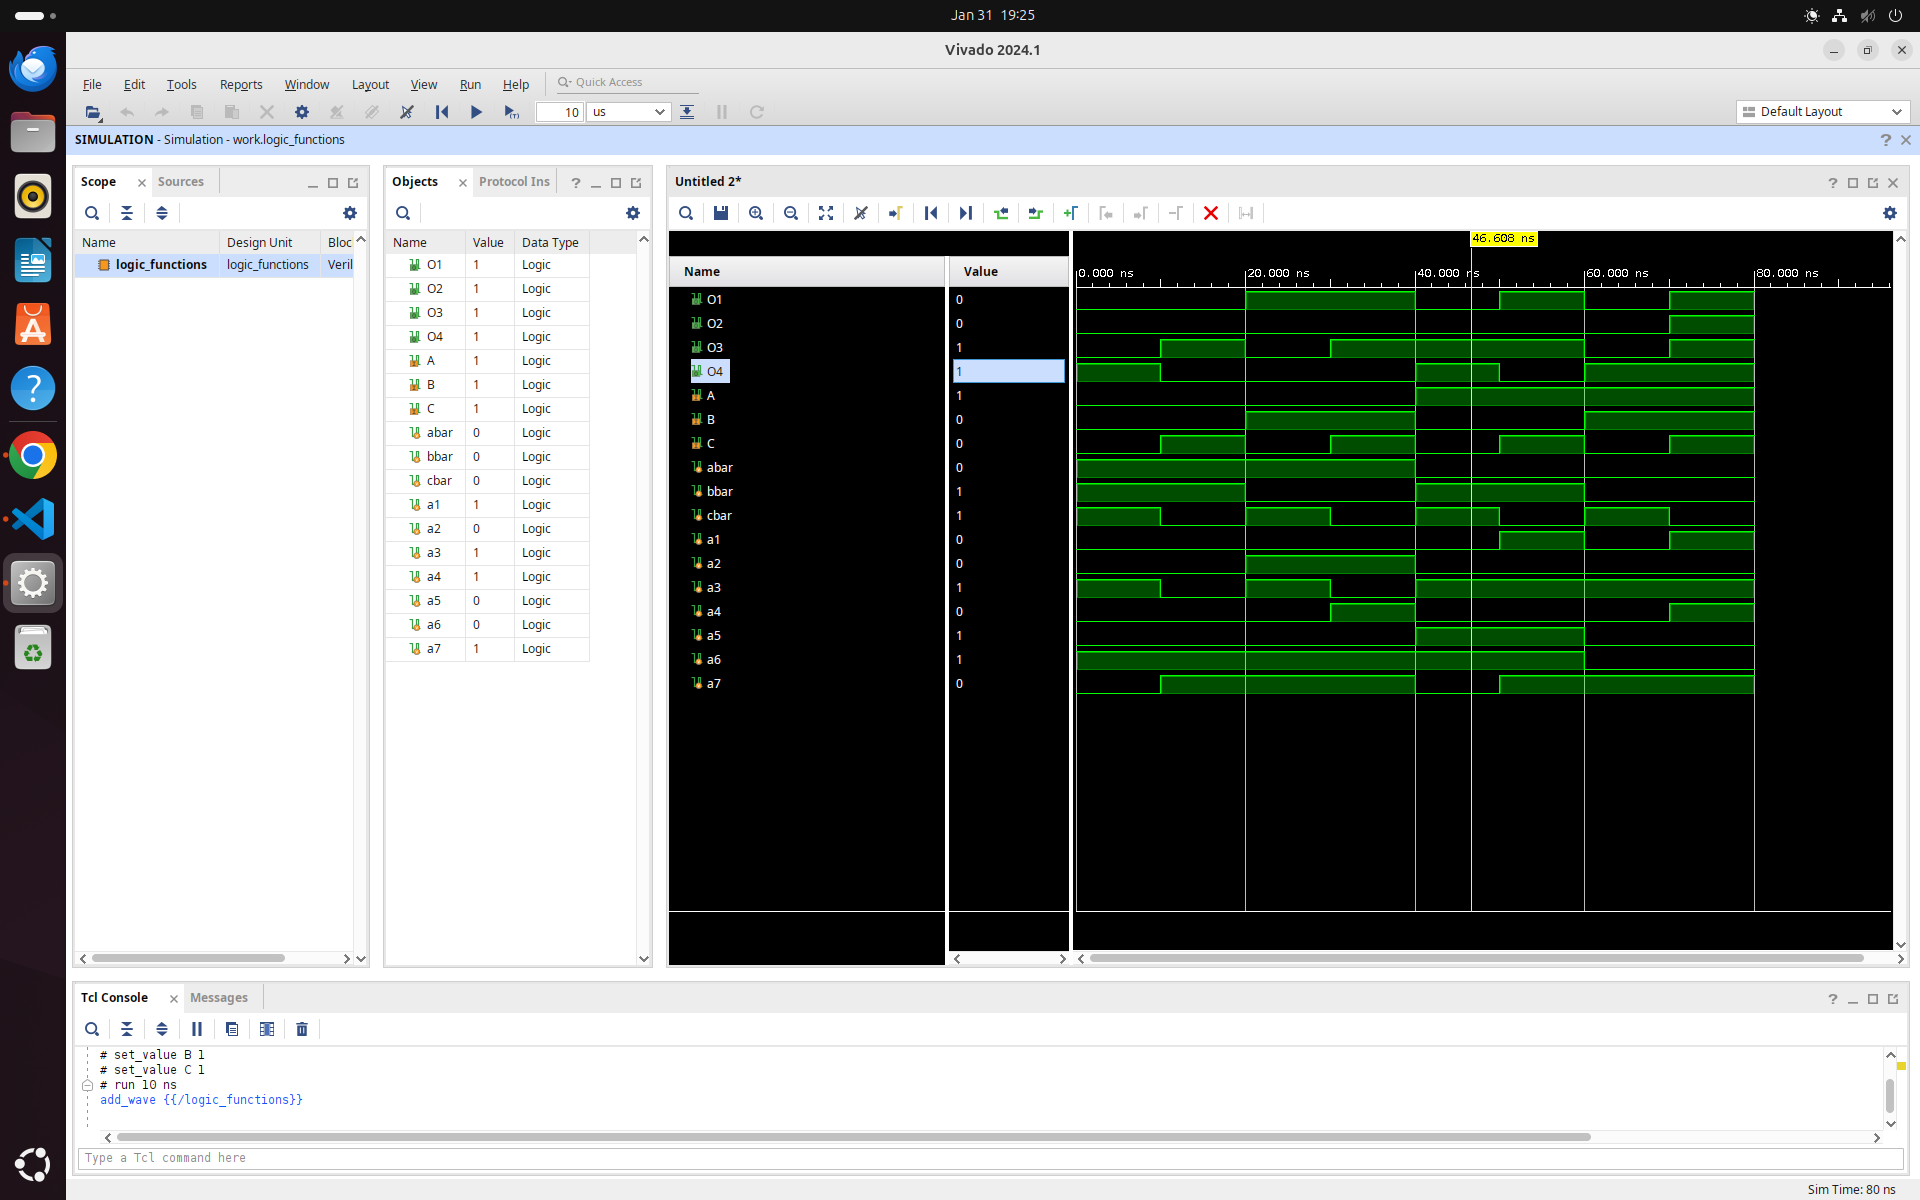 Jan 31 19:25
Vivado 2024.1
File Edit Tools Reports Window Layout View Run Help Quick Access
10 us Default Layout
SIMULATION - Simulation - work.logic_functions
Scope Sources
Name Design Unit Bloc
logic_functions logic_functions Veril
Objects Protocol Ins
Name Value Data Type
O1 1 Logic
O2 1 Logic
O3 1 Logic
O4 1 Logic
A 1 Logic
B 1 Logic
C 1 Logic
abar 0 Logic
bbar 0 Logic
cbar 0 Logic
a1 1 Logic
a2 0 Logic
a3 1 Logic
a4 1 Logic
a5 0 Logic
a6 0 Logic
a7 1 Logic
Untitled 2*
46.608 ns
Name Value
0.000 ns 20.000 ns 40.000 ns 60.000 ns 80.000 ns
O1 0
O2 0
O3 1
O4 1
A 1
B 0
C 0
abar 0
bbar 1
cbar 1
a1 0
a2 0
a3 1
a4 0
a5 1
a6 1
a7 0
Tcl Console Messages
# set_value B 1
# set_value C 1
# run 10 ns
add_wave {{/logic_functions}}
Type a Tcl command here
Sim Time: 80 ns